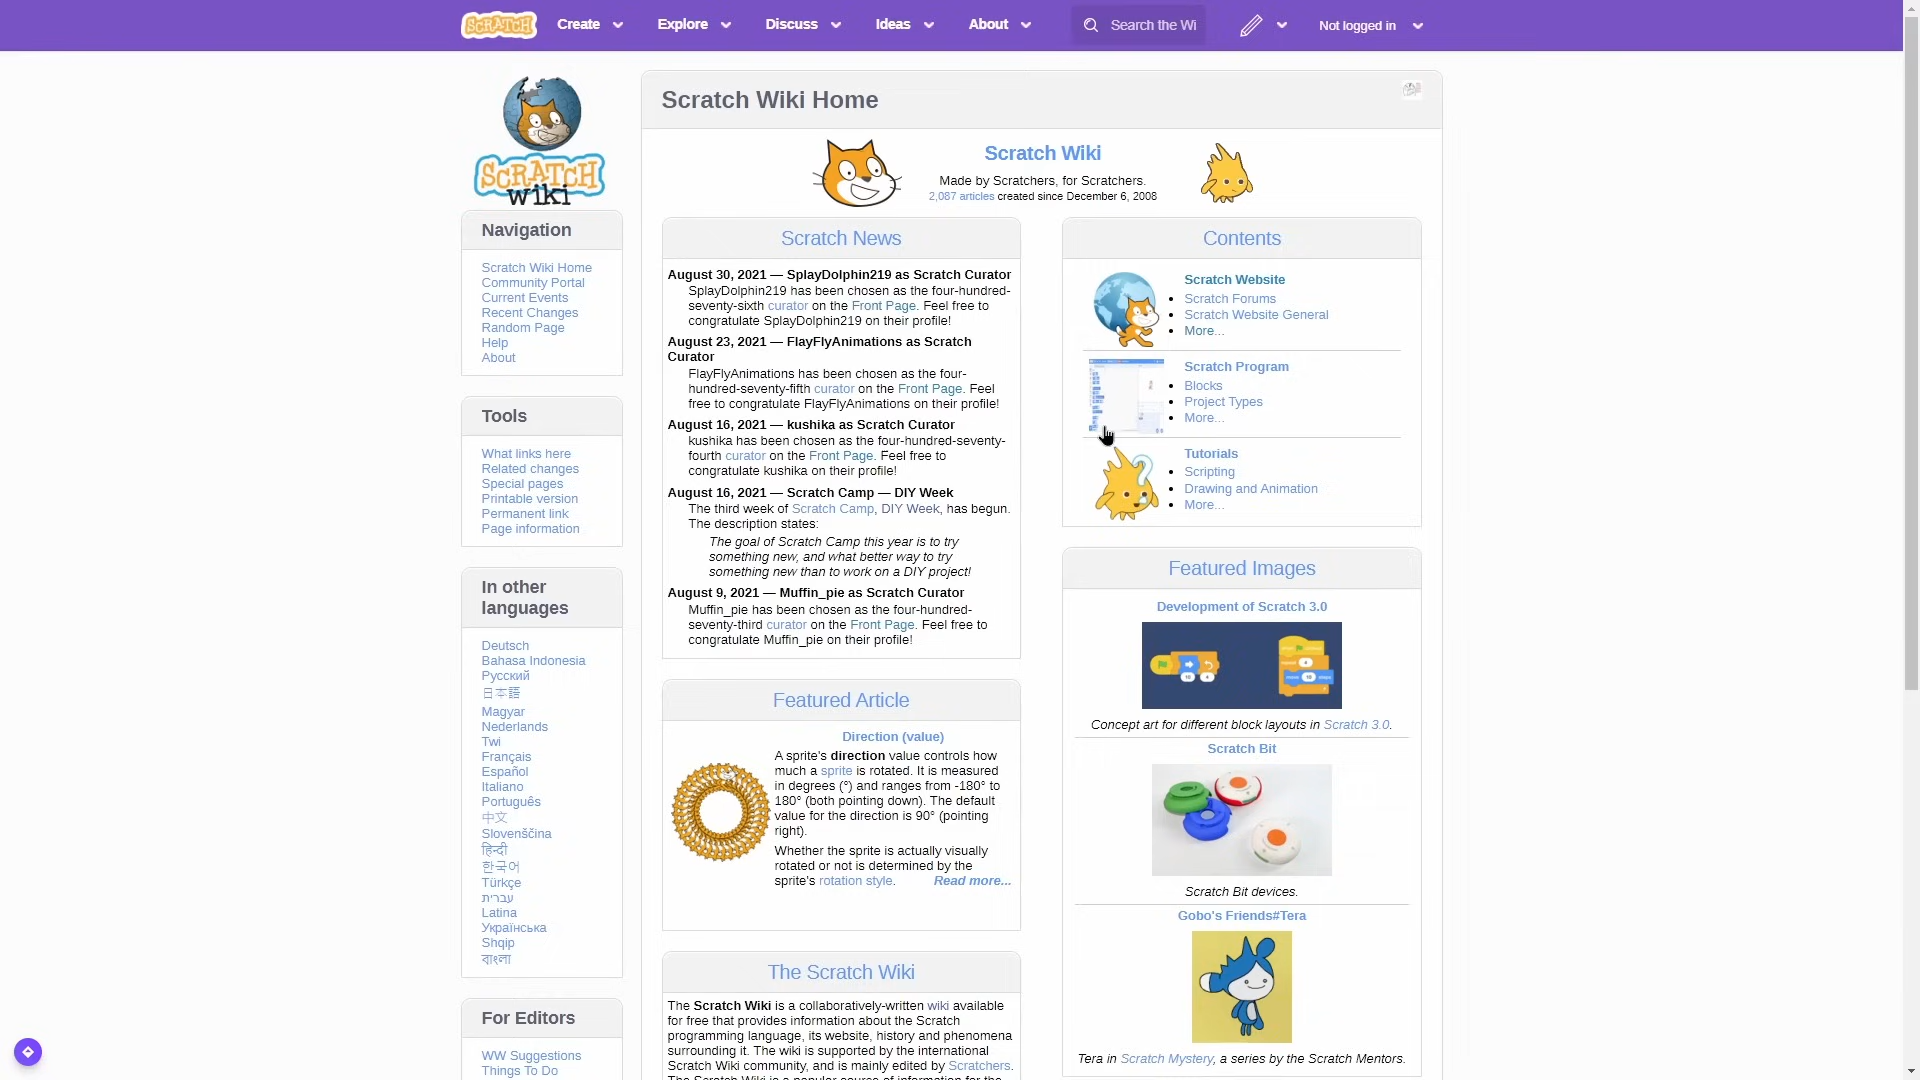 SCRATCH
Create
Explore
Discuss
Ideas
About
Search the Wi
Not logged in
SCRATCH
wiki
Navigation
Scratch Wiki Home
Community Portal
Current Events
Recent Changes
Random Page
Help
About
Tools
What links here
Related changes
Special pages
Printable version
Permanent link
Page information
In other
languages
Deutsch
Bahasa Indonesia
Русский
日本語
Magyar
Nederlands
Twi
Français
Español
Italiano
Português
中文
Slovenščina
हिन्दी
한국어
Türkçe
עברית
Latina
Українська
Shqip
বাংলা
For Editors
WW Suggestions
Things To Do
Scratch Wiki Home
Scratch Wiki
Made by Scratchers, for Scratchers.
2,087 articles created since December 6, 2008
Scratch News
August 30, 2021 — SplayDolphin219 as Scratch Curator
SplayDolphin219 has been chosen as the four-hundred-
seventy-sixth curator on the Front Page. Feel free to
congratulate SplayDolphin219 on their profile!
August 23, 2021 — FlayFlyAnimations as Scratch
Curator
FlayFlyAnimations has been chosen as the four-
hundred-seventy-fifth curator on the Front Page. Feel
free to congratulate FlayFlyAnimations on their profile!
August 16, 2021 — kushika as Scratch Curator
kushika has been chosen as the four-hundred-seventy-
fourth curator on the Front Page. Feel free to
congratulate kushika on their profile!
August 16, 2021 — Scratch Camp — DIY Week
The third week of Scratch Camp, DIY Week, has begun.
The description states:
The goal of Scratch Camp this year is to try
something new, and what better way to try
something new than to work on a DIY project!
August 9, 2021 — Muffin_pie as Scratch Curator
Muffin_pie has been chosen as the four-hundred-
seventy-third curator on the Front Page. Feel free to
congratulate Muffin_pie on their profile!
Featured Article
Direction (value)
A sprite's direction value controls how
much a sprite is rotated. It is measured
in degrees (°) and ranges from -180° to
180° (both pointing down). The default
value for the direction is 90° (pointing
right).
Whether the sprite is actually visually
rotated or not is determined by the
sprite's rotation style. Read more...
The Scratch Wiki
The Scratch Wiki is a collaboratively-written wiki available
for free that provides information about the Scratch
programming language, its website, history and phenomena
surrounding it. The wiki is supported by the international
Scratch Wiki community, and is mainly edited by Scratchers.
The Scratch Wiki is a popular source of information for the
Contents
Scratch Website
Scratch Forums
Scratch Website General
More...
Scratch Program
Blocks
Project Types
More...
Tutorials
Scripting
Drawing and Animation
More...
Featured Images
Development of Scratch 3.0
Concept art for different block layouts in Scratch 3.0.
Scratch Bit
Scratch Bit devices.
Gobo's Friends#Tera
Tera in Scratch Mystery, a series by the Scratch Mentors.